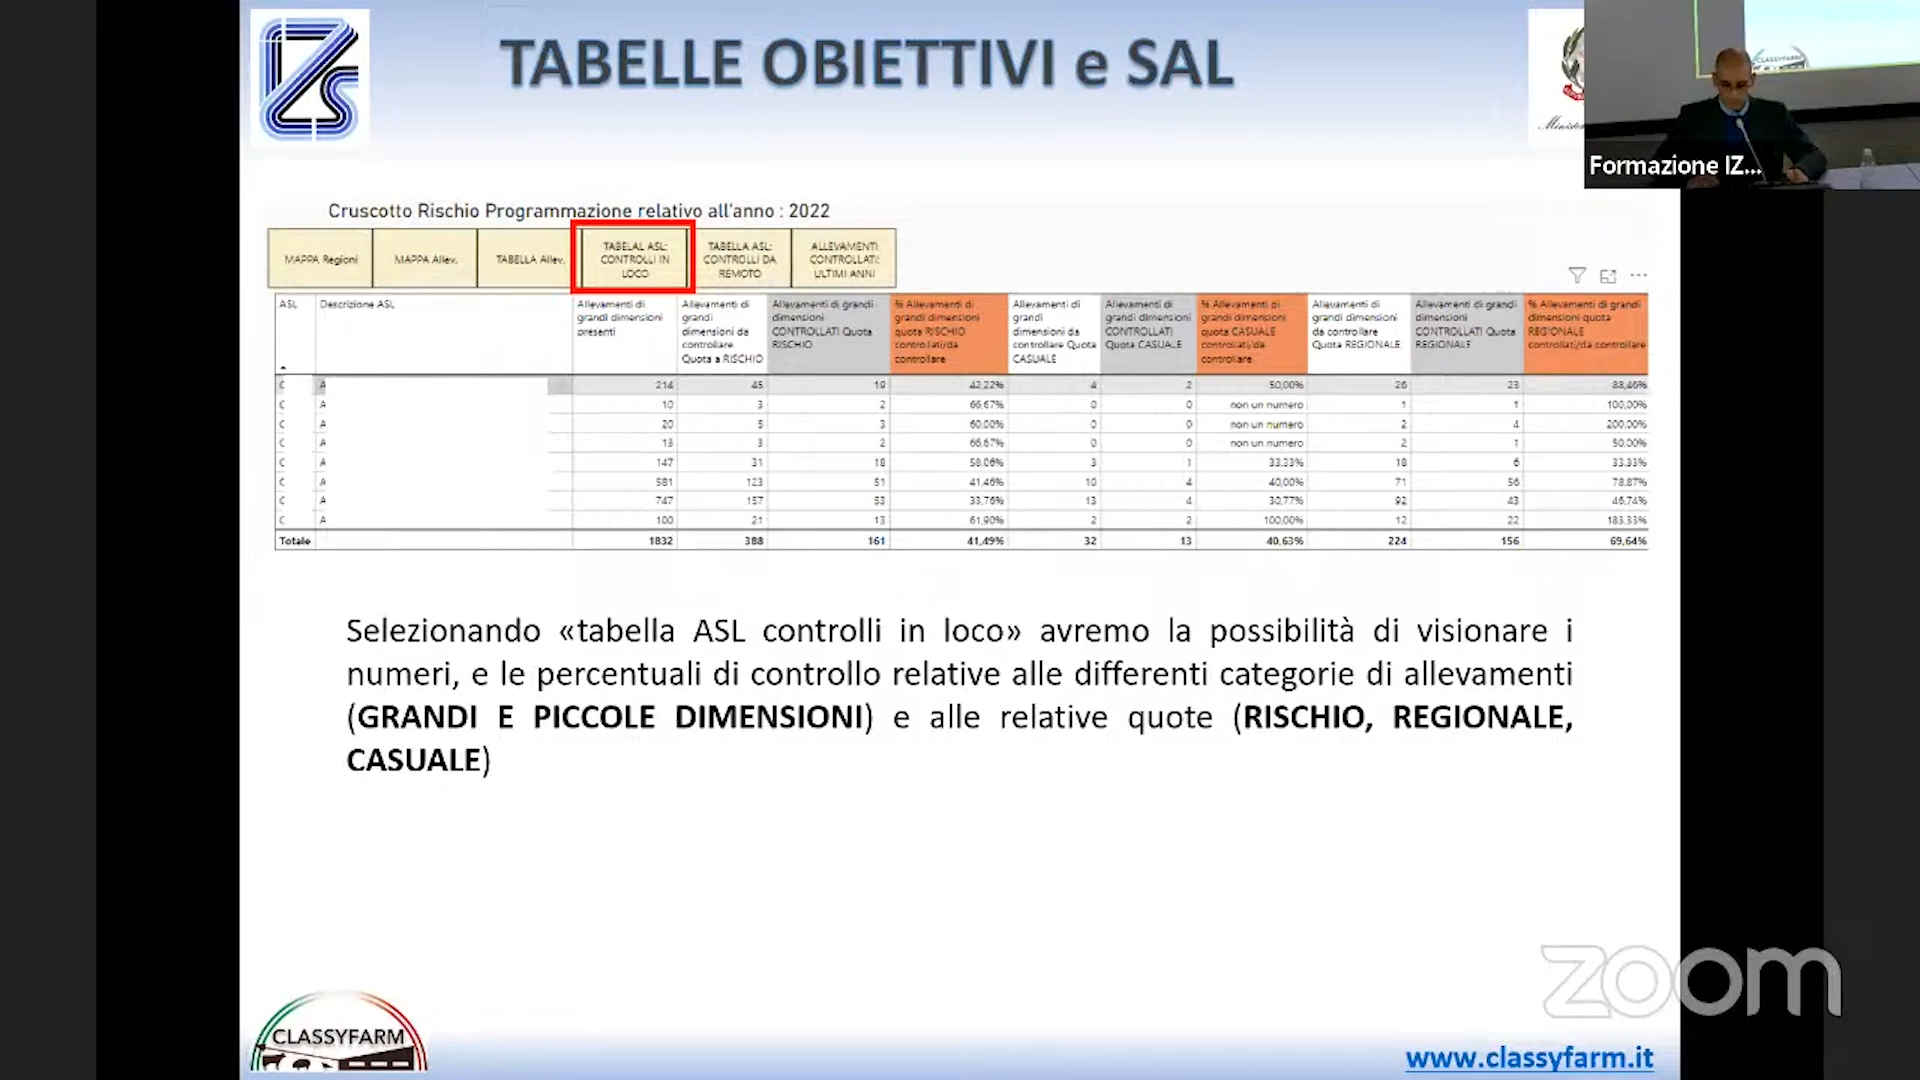 TABELLE OBIETTIVI e SAL
Formazione IZ...
Cruscotto Rischio Programmazione relativo all'anno : 2022
MAPPA Regioni
MAPPA Allev.
TABELLA Allev.
TABELAL ASL: CONTROLLI IN LOCO
TABELLA ASL: CONTROLLI DA REMOTO
ALLEVAMENTI CONTROLLATI: ULTIMI ANNI
ASL Descrizione ASL Allevamenti di grandi dimensioni presenti Allevamenti di grandi dimensioni da controllare Quota a RISCHIO Allevamenti di grandi dimensioni CONTROLLATI Quota RISCHIO % Allevamenti di grandi dimensioni quota RISCHIO controllati/da controllare Allevamenti di grandi dimensioni da controllare Quota CASUALE Allevamenti di grandi dimensioni CONTROLLATI Quota CASUALE % Allevamenti di grandi dimensioni quota CASUALE controllati/da controllare Allevamenti di grandi dimensioni da controllare Quota REGIONALE Allevamenti di grandi dimensioni CONTROLLATI Quota REGIONALE % Allevamenti di grandi dimensioni quota REGIONALE controllati/da controllare
A 214 45 19 42,22% 4 2 50,00% 26 23 88,46%
A 10 3 2 66,67% 0 0 non un numero 1 1 100,00%
A 20 5 3 60,00% 0 0 non un numero 2 4 200,00%
A 13 3 2 66,67% 0 0 non un numero 2 1 50,00%
A 147 31 18 58,06% 3 1 33,33% 18 6 33,33%
A 581 123 51 41,46% 10 4 40,00% 71 56 78,87%
A 747 157 53 33,76% 13 4 30,77% 92 43 46,74%
A 100 21 13 61,90% 2 2 100,00% 12 22 183,33%
Totale 1832 388 161 41,49% 32 13 40,63% 224 156 69,64%
Selezionando «tabella ASL controlli in loco» avremo la possibilità di visionare i
numeri, e le percentuali di controllo relative alle differenti categorie di allevamenti
(GRANDI E PICCOLE DIMENSIONI) e alle relative quote (RISCHIO, REGIONALE,
CASUALE)
zoom
CLASSYFARM
www.classyfarm.it